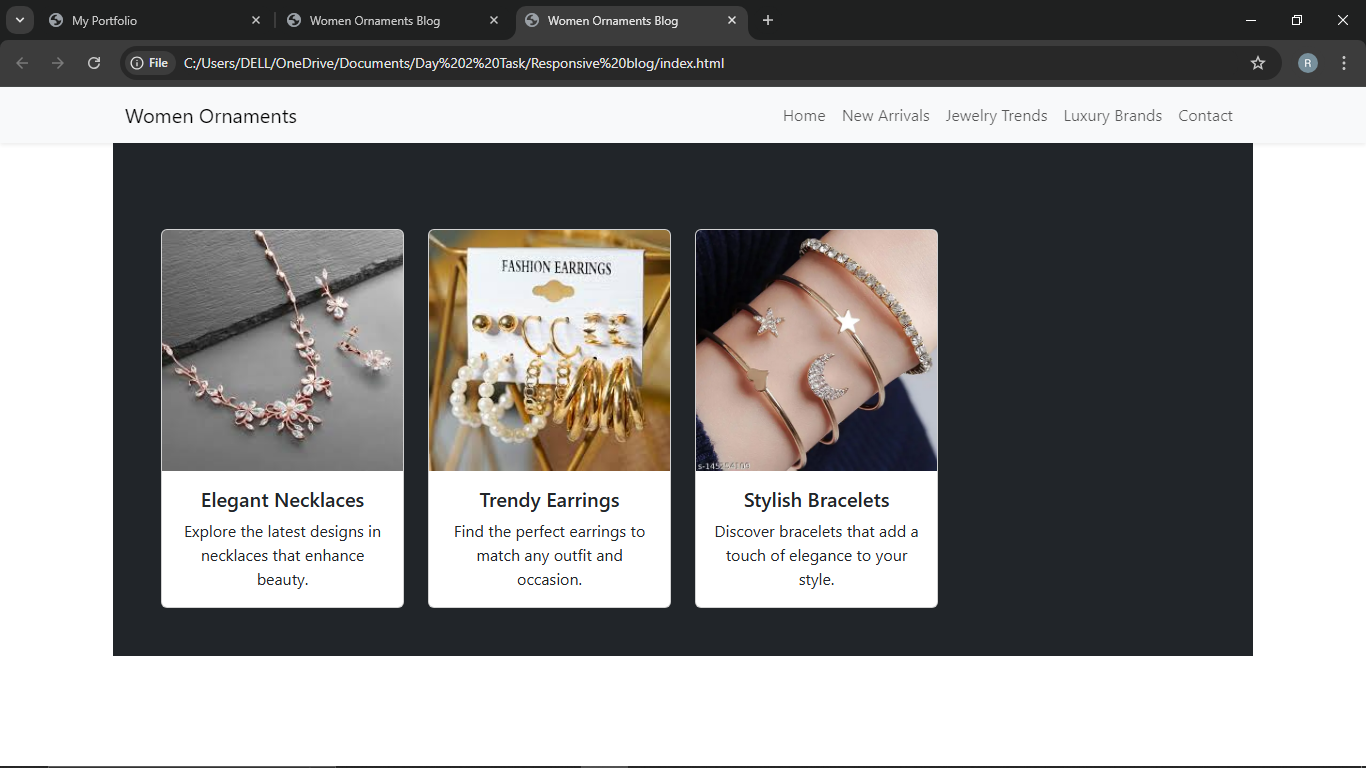 My Portfolio
Women Ornaments Blog
Women Ornaments Blog
File
C:/Users/DELL/OneDrive/Documents/Day%202%20Task/Responsive%20blog/index.html
R
Women Ornaments
Home
New Arrivals
Jewelry Trends
Luxury Brands
Contact
FASHION EARRINGS
Elegant Necklaces
Explore the latest designs in
necklaces that enhance
beauty.
Trendy Earrings
Find the perfect earrings to
match any outfit and
occasion.
Stylish Bracelets
Discover bracelets that add a
touch of elegance to your
style.